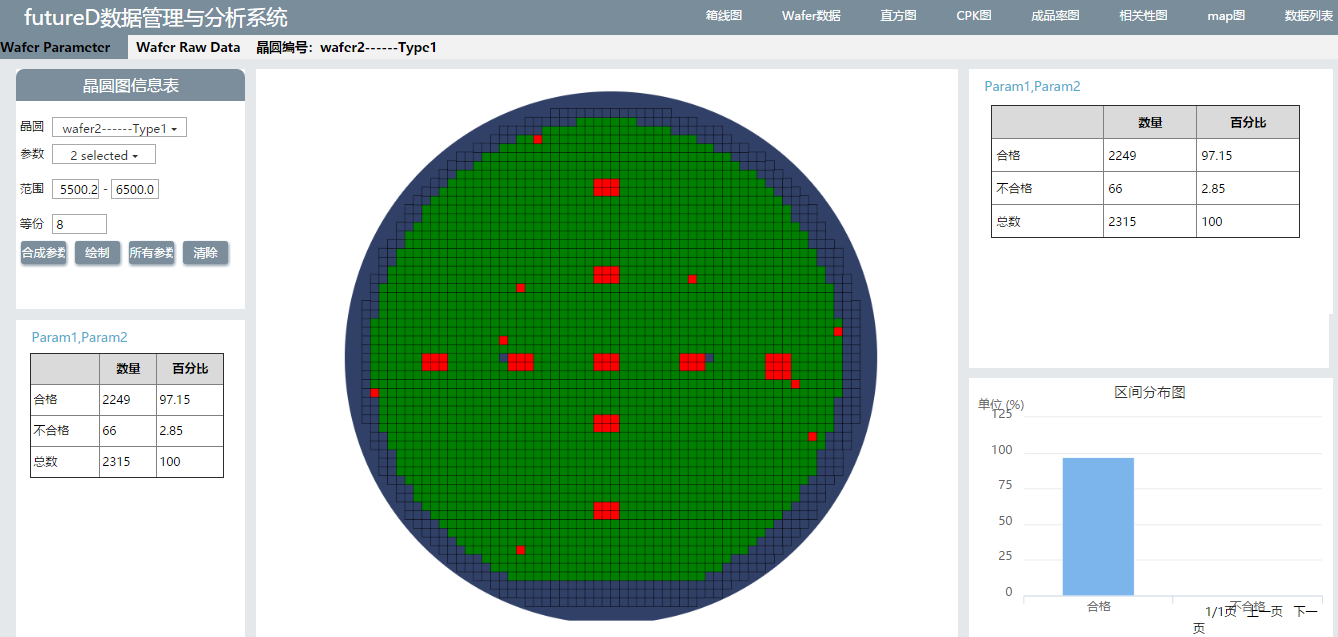 futureD数据管理与分析系统
箱线图 Wafer数据 直方图 CPK图 成品率图 相关性图 map图 数据列表
Wafer Parameter Wafer Raw Data 晶圆编号：wafer2------Type1
晶圆图信息表
晶圆 wafer2------Type1
参数 2 selected
范围 5500.2 - 6500.0
等份 8
合成参数 绘制 所有参数 清除
Param1,Param2
数量 百分比
合格 2249 97.15
不合格 66 2.85
总数 2315 100
Param1,Param2
数量 百分比
合格 2249 97.15
不合格 66 2.85
总数 2315 100
区间分布图
单位 (%)
125
100
75
50
25
0
合格 不合格
1/1页 上一页 下一
页